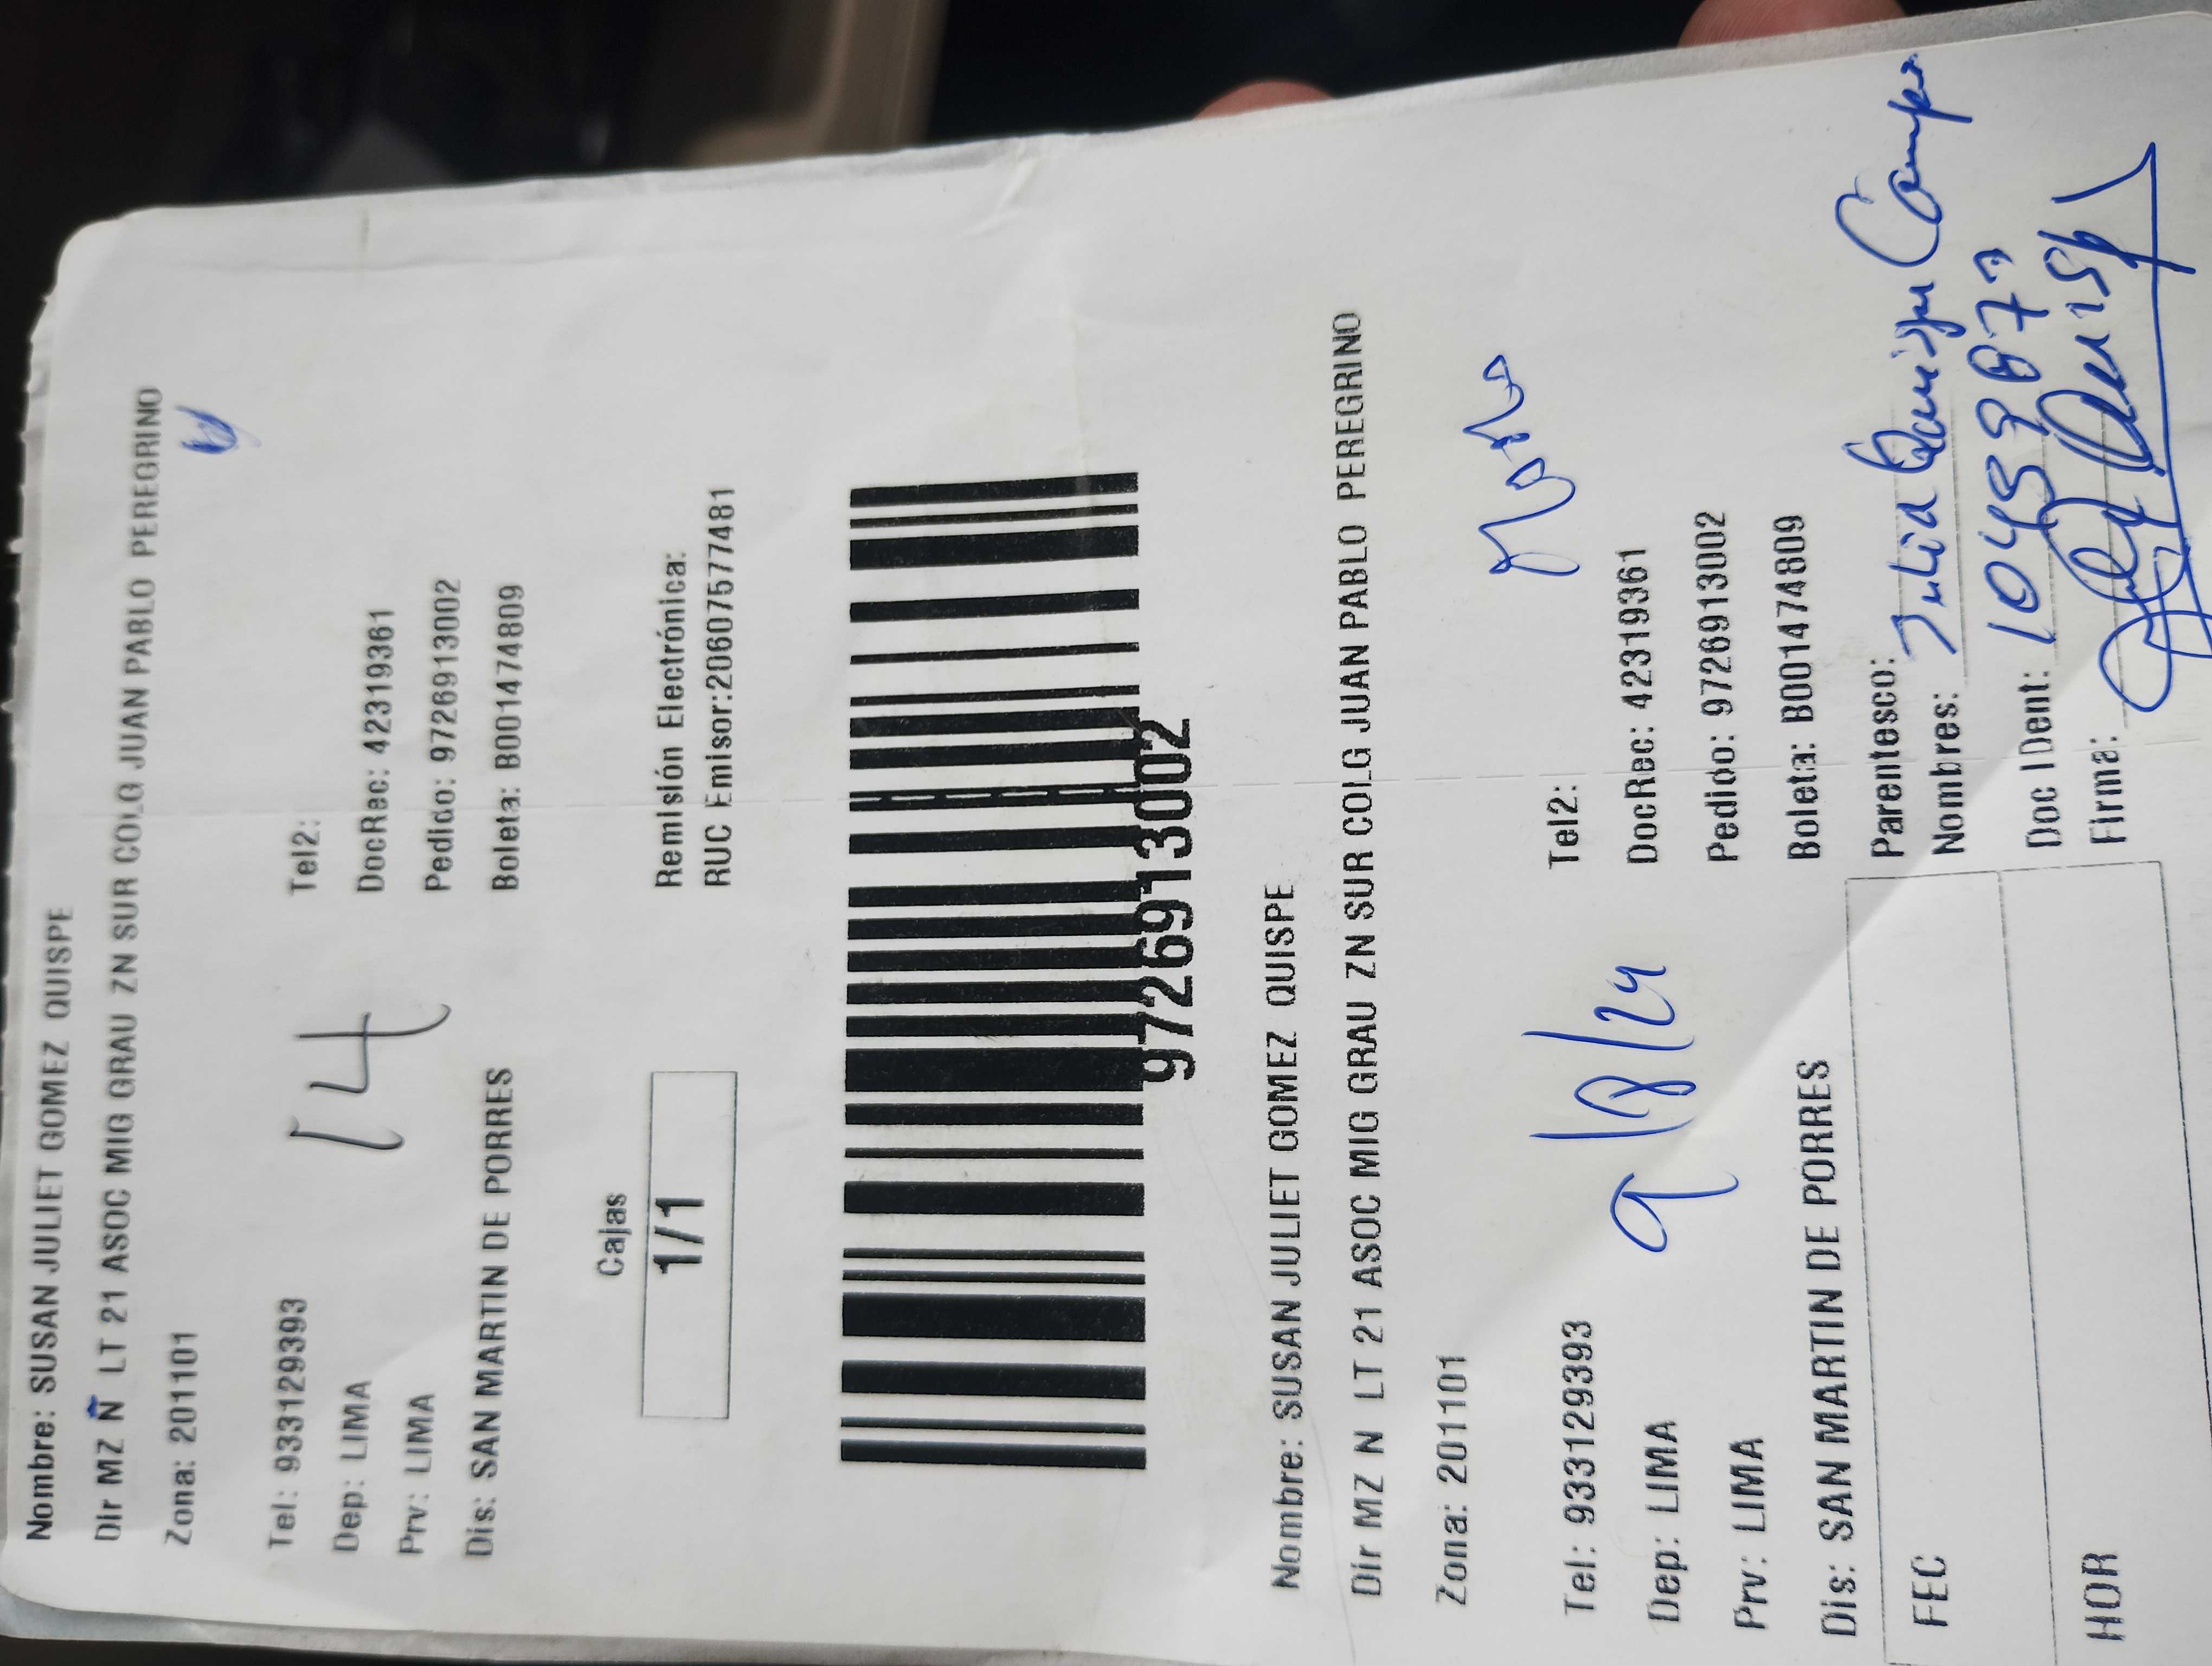 Nombre: SUSAN JULIET GOMEZ QUISPE
Dir MZ Ñ LT 21 ASOC MIG GRAU ZN SUR COLG JUAN PABLO PEREGRINO
Zona: 201101
14
Tel: 933129393 Tel2:
Dep: LIMA DocRec: 42319361
Prv: LIMA Pedido: 9726913002
Dis: SAN MARTIN DE PORRES Boleta: B001474809
Cajas
1/1
Remisión Electrónica:
RUC Emisor:20607577481
9726913002
Nombre: SUSAN JULIET GOMEZ QUISPE
Dir MZ N LT 21 ASOC MIG GRAU ZN SUR COLG JUAN PABLO PEREGRINO
Zona: 201101
Tel: 933129393 Tel2:
9/8/24
Dep: LIMA DocRec: 42319361
Prv: LIMA Pedido: 9726913002
Dis: SAN MARTIN DE PORRES Boleta: B001474809
FEC
HOR
Parentesco:
Nombres: Julia Quispe
Doc IDent:
Firma: